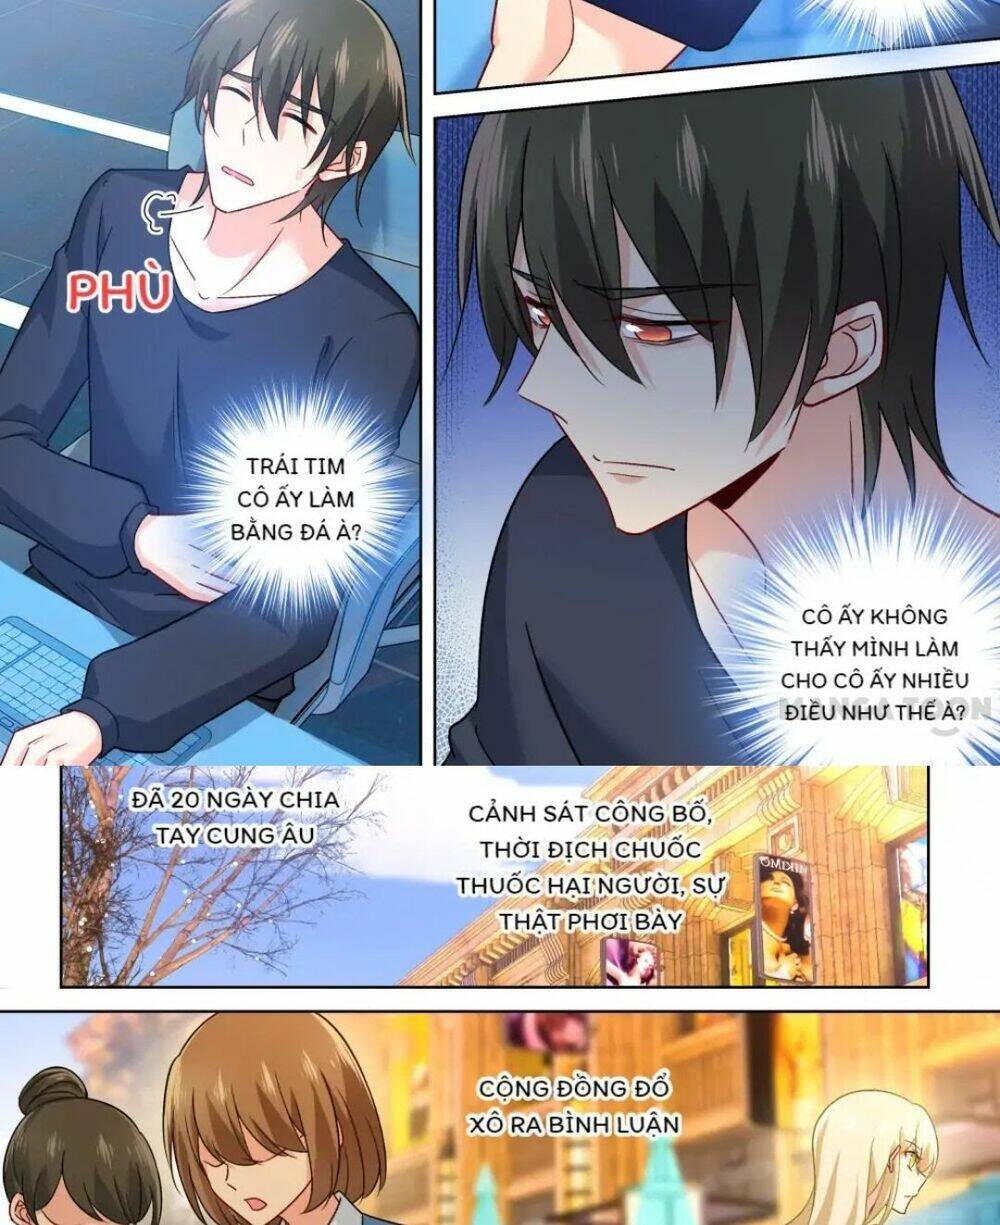 PHÙ
TRÁI TIM
CÔ ẤY LÀM
BẰNG ĐÁ À?
CÔ ẤY KHÔNG
THẤY MÌNH LÀM
CHO CÔ ẤY NHIỀU
ĐIỀU NHƯ THẾ À?
MANGATOON
ĐÃ 20 NGÀY CHIA
TAY CUNG ÂU
CẢNH SÁT CÔNG BỐ,
THỜI ĐỊCH CHUỐC
THUỐC HẠI NGƯỜI, SỰ
THẬT PHƠI BÀY
CỘNG ĐỒNG ĐỔ
XÔ RA BÌNH LUẬN